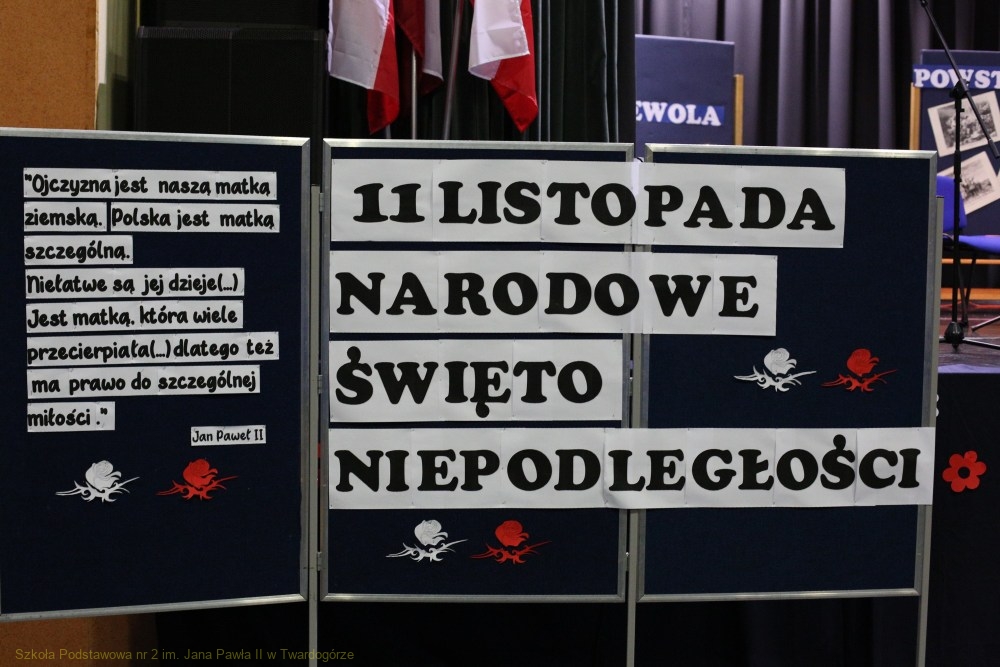 "Ojczyzna jest naszą matką
ziemską. Polska jest matką
szczególną.
Niełatwe są jej dzieje(...)
Jest matką, która wiele
przecierpiała(...) dlatego też
ma prawo do szczególnej
miłości."
Jan Paweł II
11 LISTOPADA
NARODOWE
ŚWIĘTO
NIEPODLEGŁOŚCI
EWOLA
POWST
Szkoła Podstawowa nr 2 im. Jana Pawła II w Twardogórze